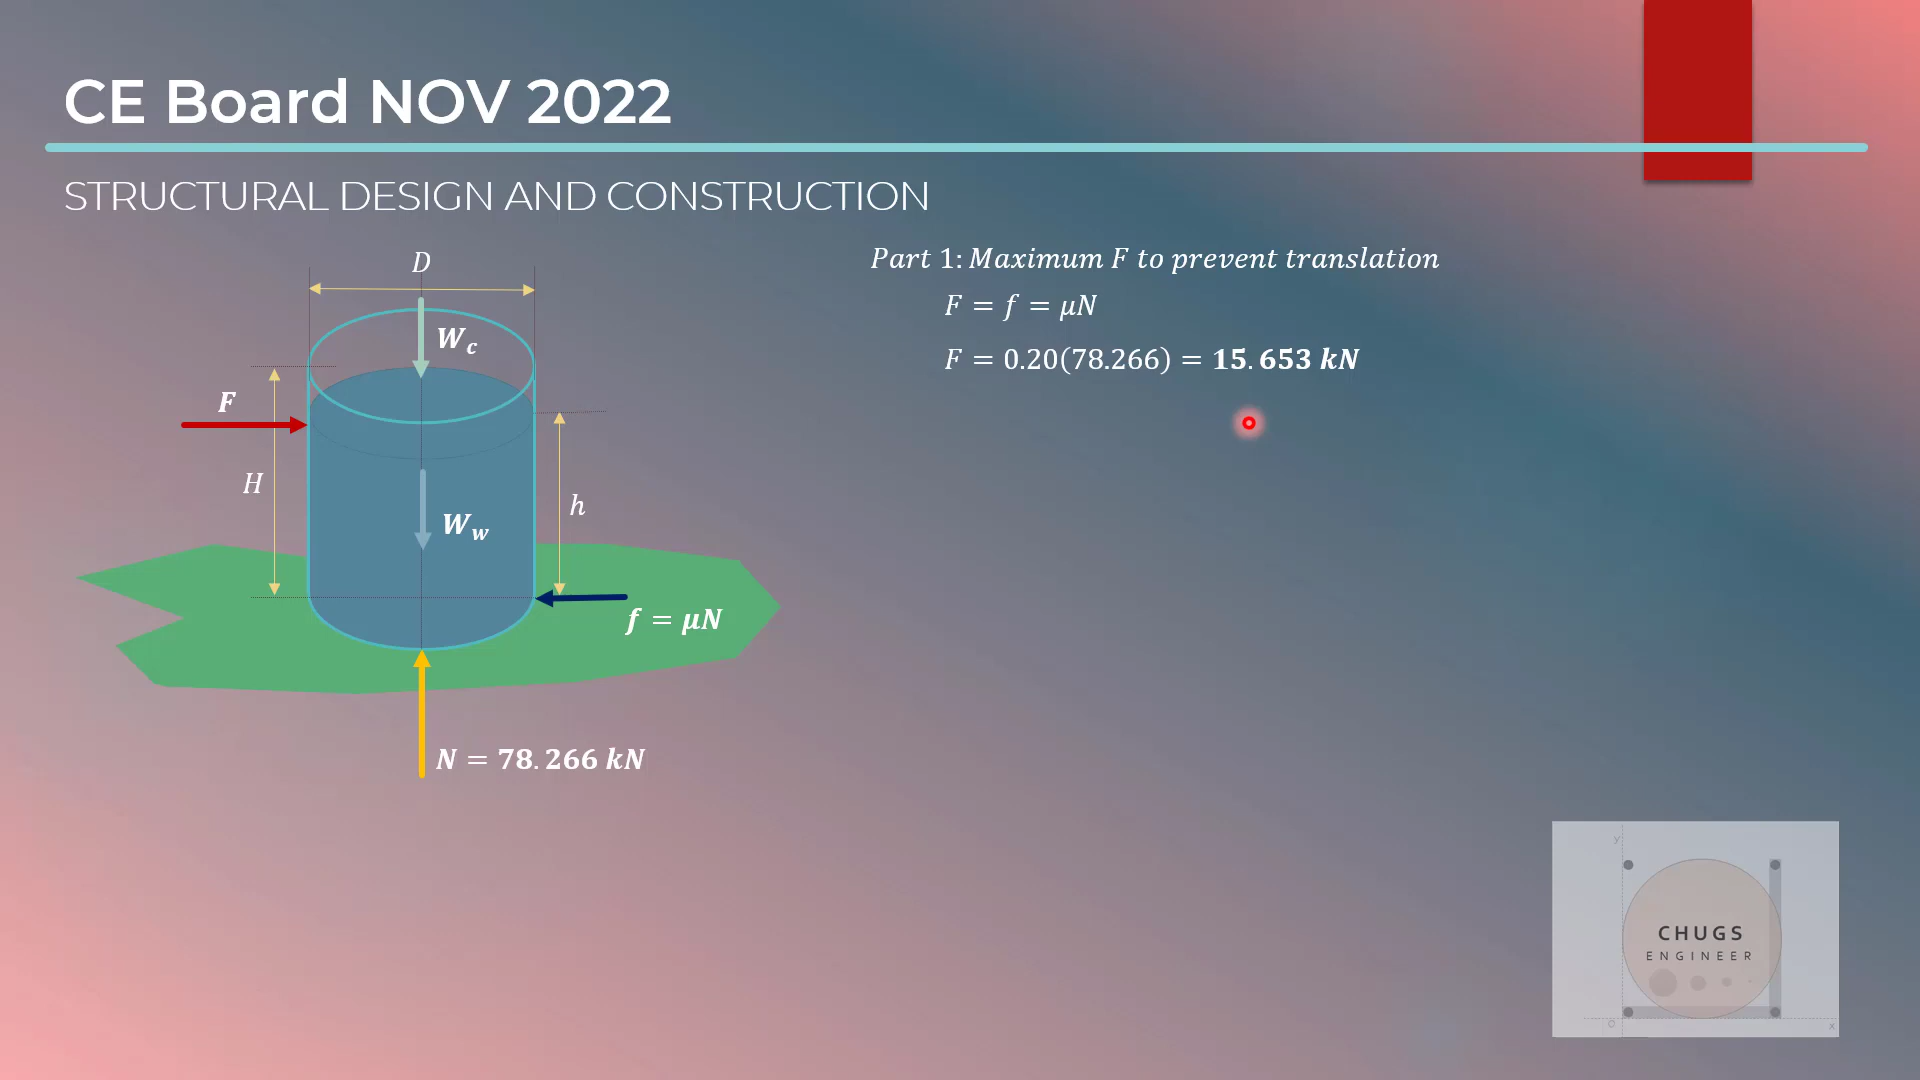 CE Board NOV 2022
STRUCTURAL DESIGN AND CONSTRUCTION
D
W_c
F
H
h
W_w
f = μN
N = 78.266 kN
Part 1: Maximum F to prevent translation
F = f = μN
F = 0.20(78.266) = 15.653 kN
y
CHUGS
ENGINEER
O
x